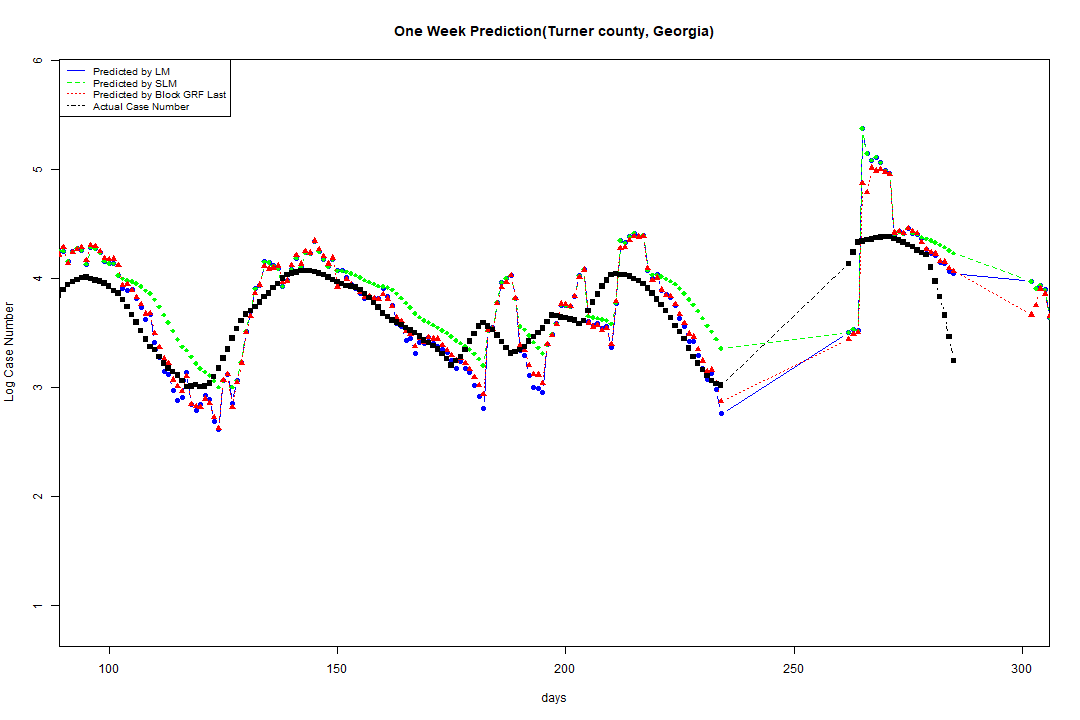 One Week Prediction(Turner county, Georgia)
Predicted by LM
Predicted by SLM
Predicted by Block GRF Last
Actual Case Number
6
5
4
3
2
1
Log Case Number
100
150
200
250
300
days